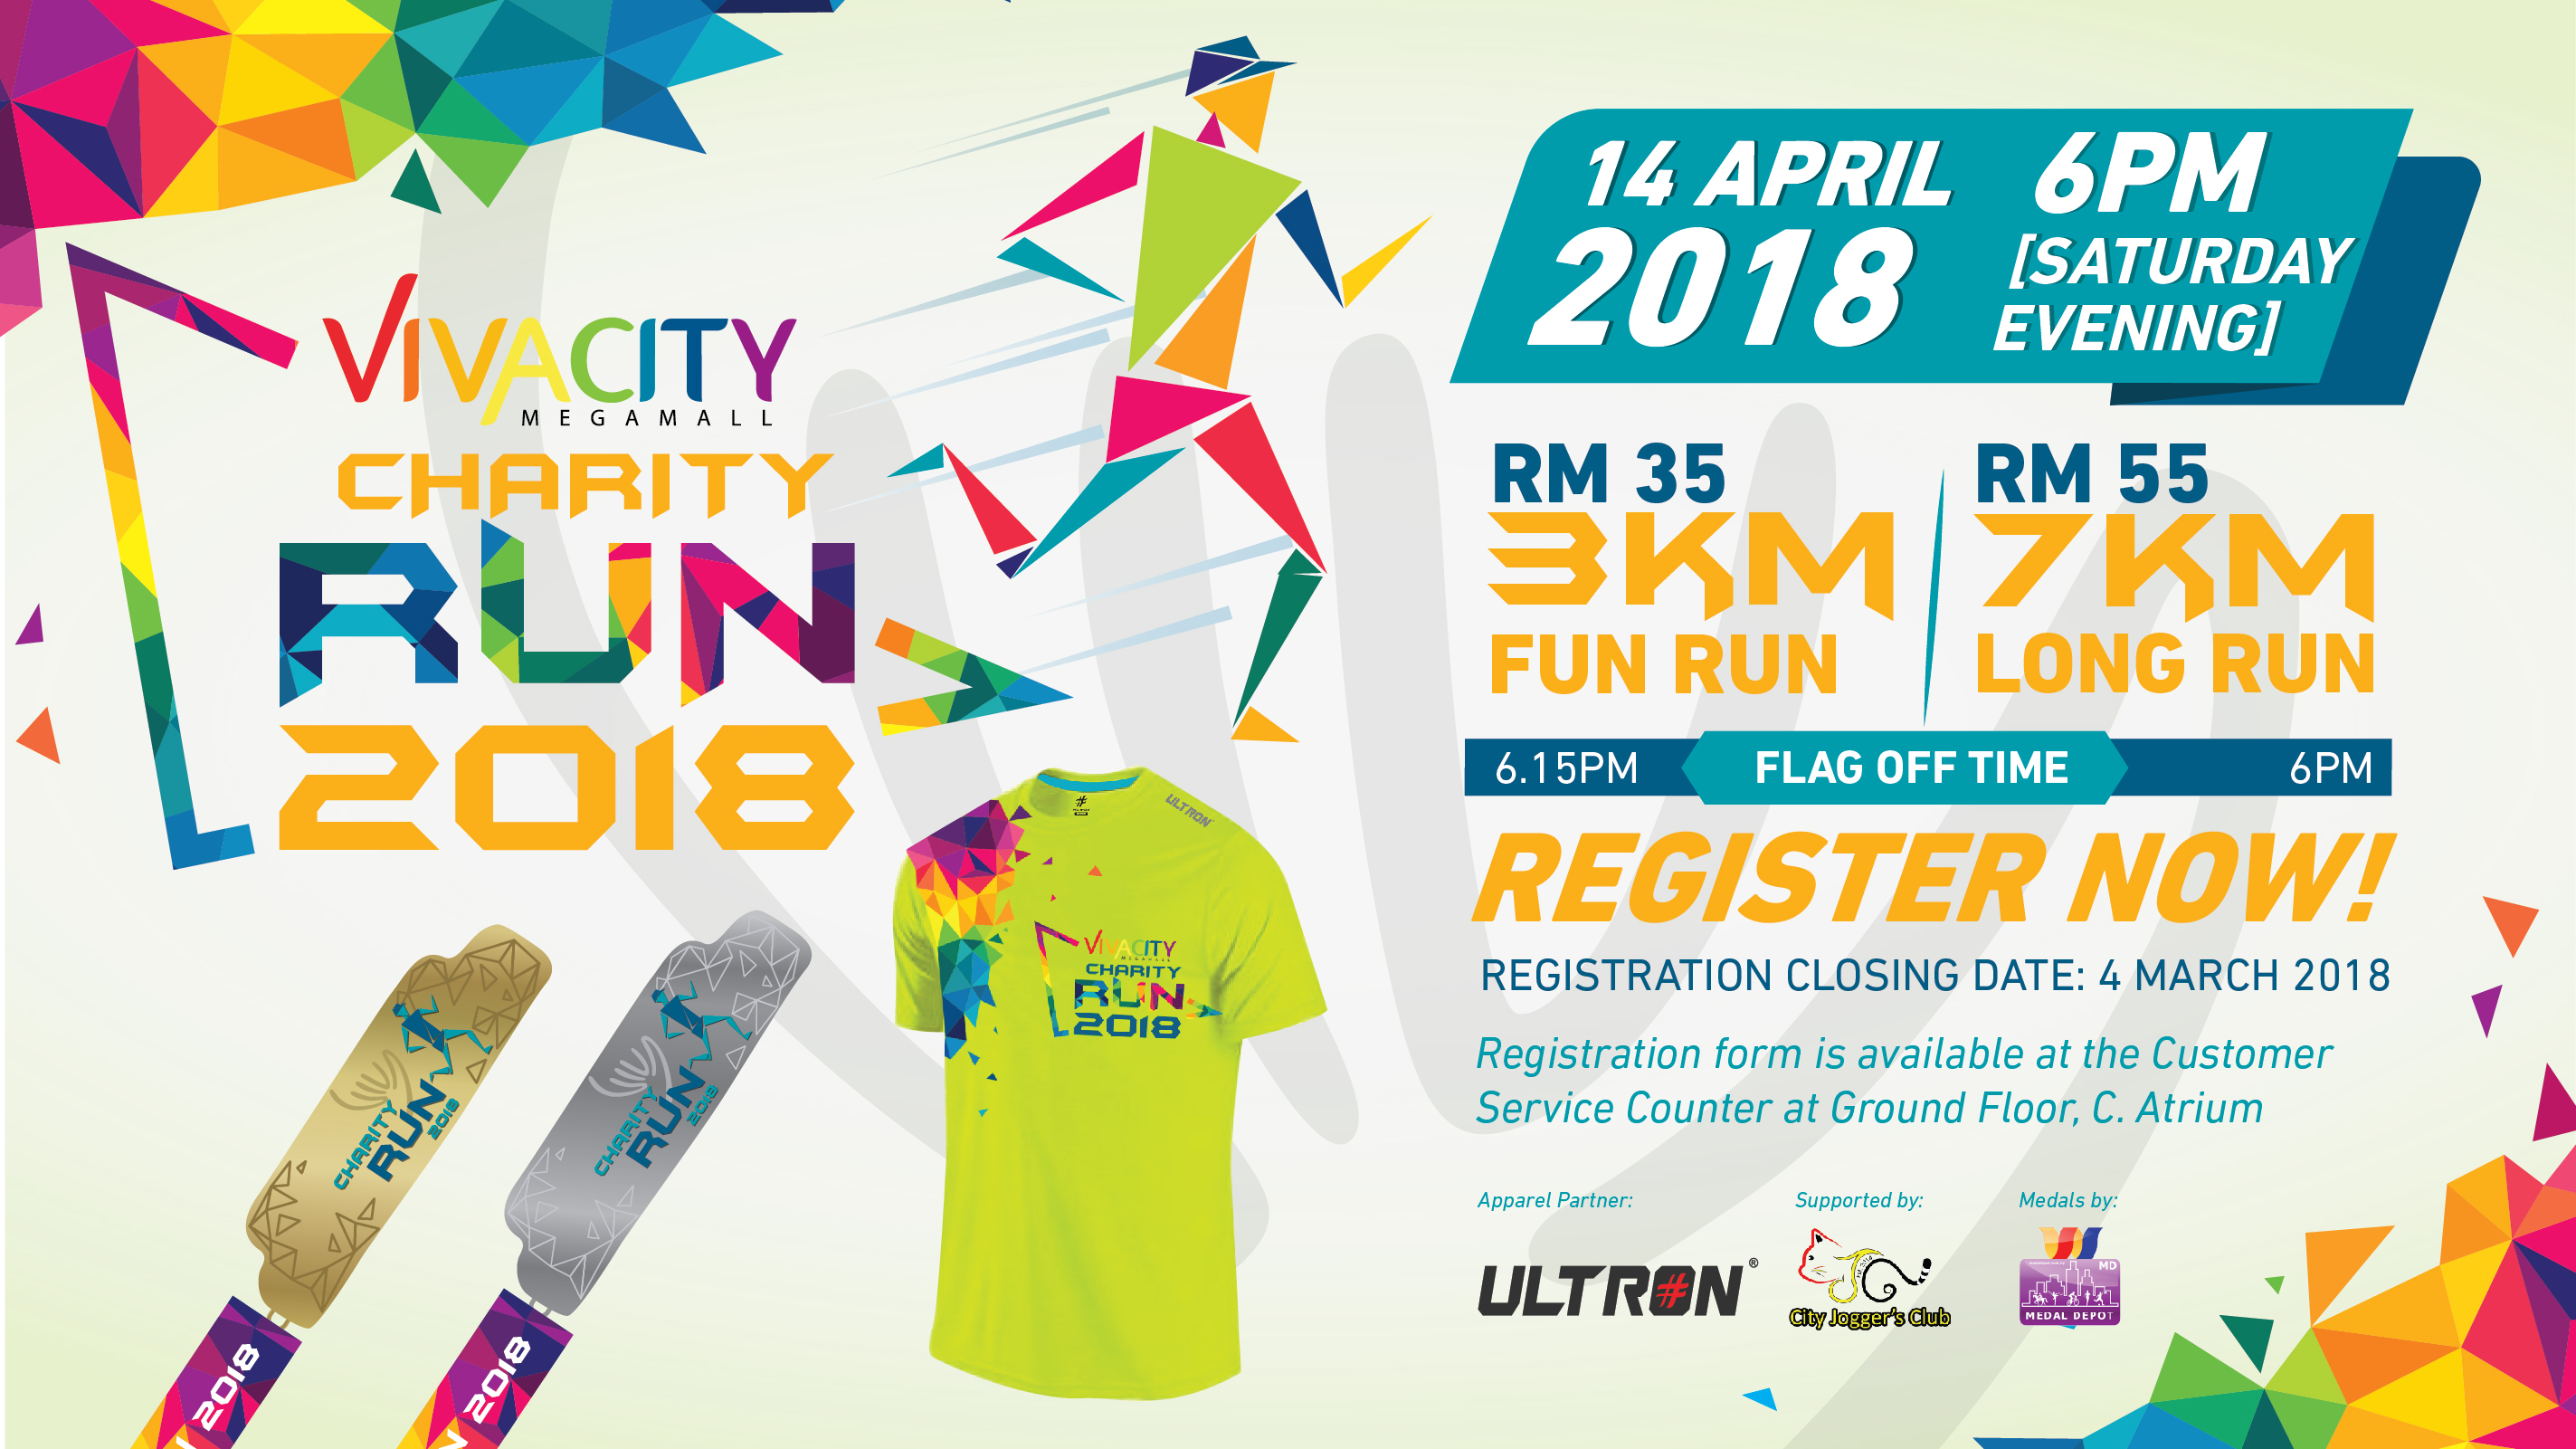 VIVACITY
MEGAMALL
CHARITY
RUN
2018
14 APRIL
2018
6PM
[SATURDAY
EVENING]
RM 35
3KM
FUN RUN
RM 55
7KM
LONG RUN
6.15PM
FLAG OFF TIME
6PM
REGISTER NOW!
REGISTRATION CLOSING DATE: 4 MARCH 2018
Registration form is available at the Customer
Service Counter at Ground Floor, C. Atrium
Apparel Partner:
ULTRON®
Supported by:
City Jogger's Club
Medals by:
MD
MEDAL DEPOT
ULTRON
VIVACITY
MEGAMALL
CHARITY
RUN
2018
CHARITY
RUN
2018
CHARITY
RUN
2018
2018
2018